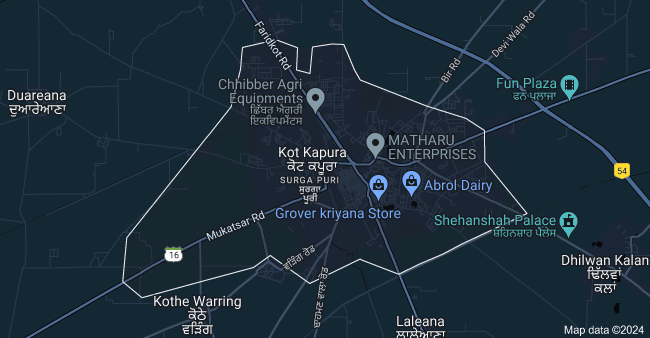 Faridkot Rd
Devi Wala Rd
Bir Rd
Fun Plaza
ਫਨ ਪਲਾਜਾ
Duareana
ਦੁਆਰੇਆਣਾ
Chhibber Agri
Equipments
ਛਿੱਬਰ ਐਗਰੀ
ਇਕਵਿਪਮੈਂਟਸ
MATHARU
ENTERPRISES
Kot Kapura
ਕੋਟ ਕਪੂਰਾ
SURGA PURI
ਸੁਰਗਾ
ਪੂਰੀ
54
Abrol Dairy
Grover kriyana Store
Mukatsar Rd
Shehanshah Palace
ਸ਼ਹਿਨਸ਼ਾਹ ਪੈਲੇਸ
16
ਵੜਿੰਗ ਰੋਡ
Dhilwan Kalan
ਢਿੱਲਵਾਂ
ਕਲਾਂ
ਬਾਹਮਣ ਵਾਲਾ ਰੋਡ
Kothe Warring
ਕੋਠੇ
ਵੜਿੰਗ
Laleana
ਲਾਲੇਆਣਾ
Map data ©2024